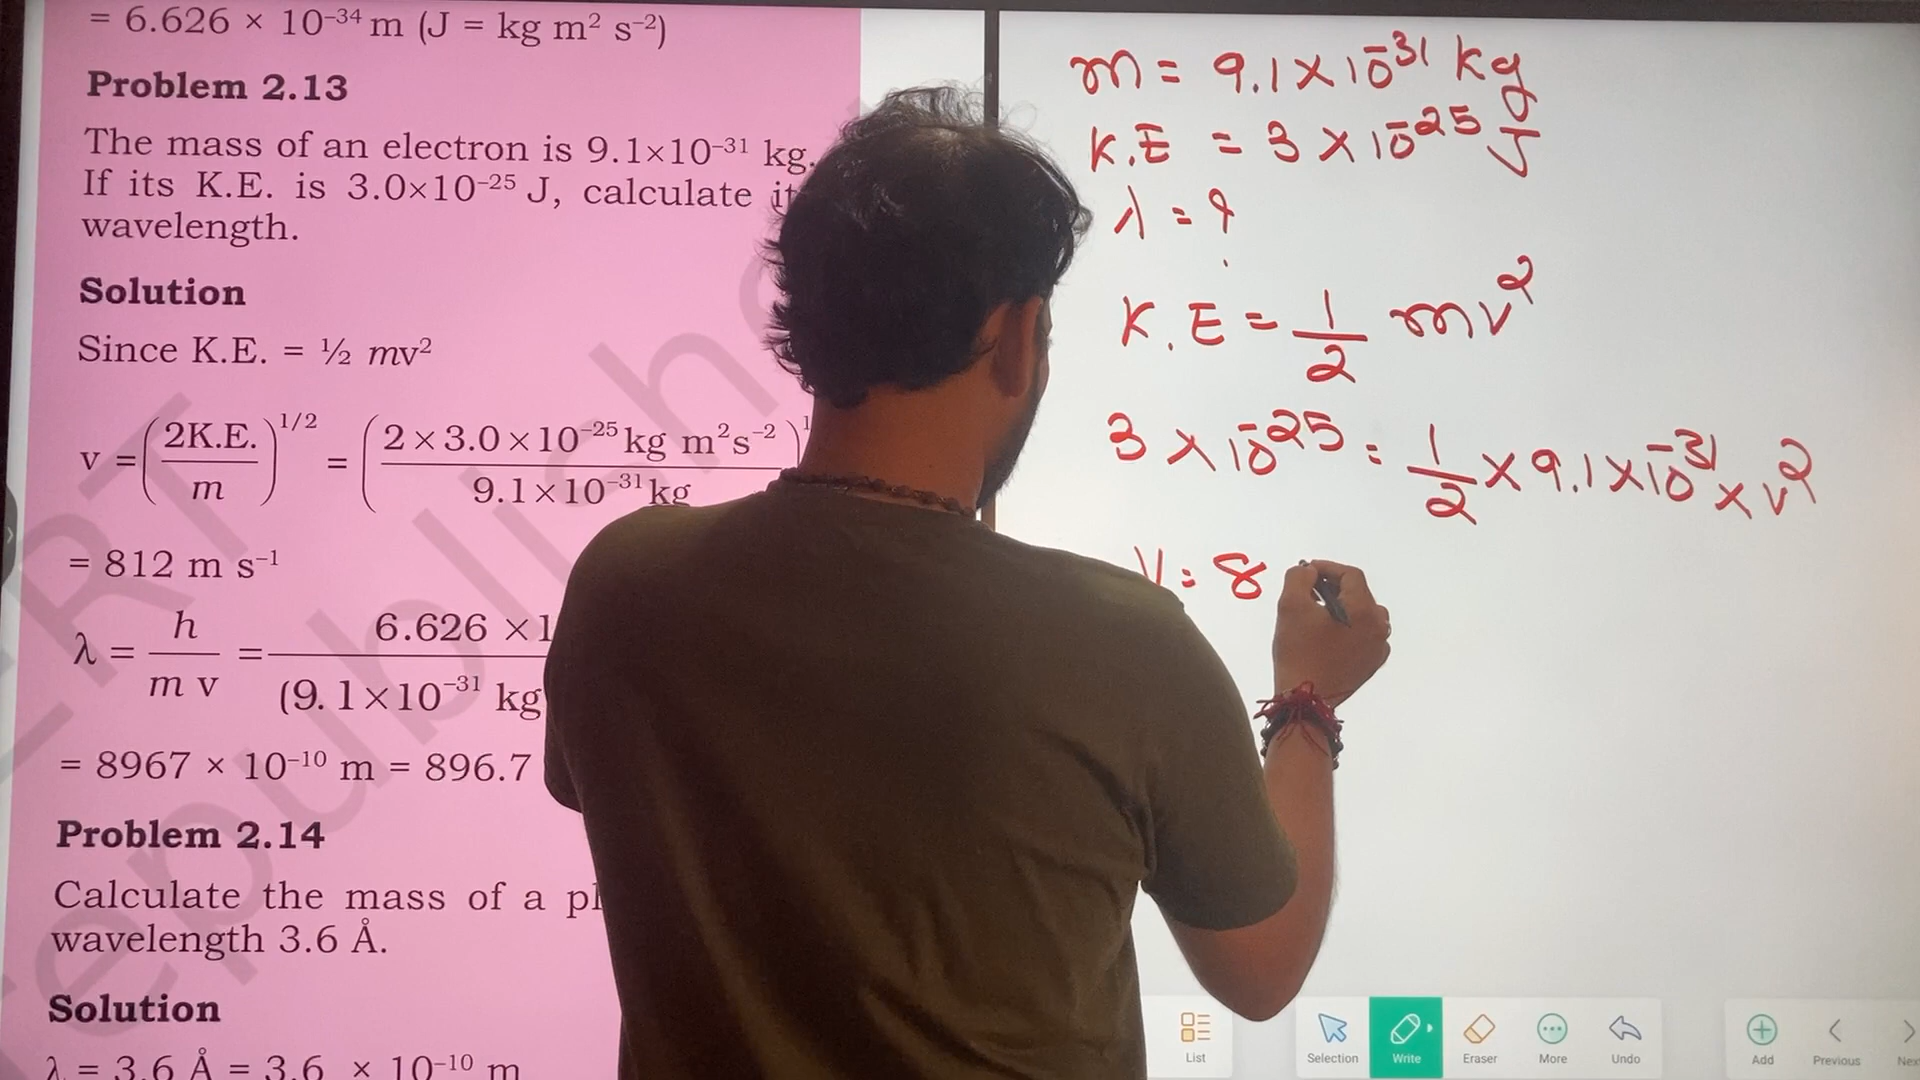 = 6.626 × 10⁻³⁴ m (J = kg m² s⁻²)
Problem 2.13
The mass of an electron is 9.1×10⁻³¹ kg.
If its K.E. is 3.0×10⁻²⁵ J, calculate
wavelength.
Solution
Since K.E. = ½ mv²
v = (2K.E. / m)^1/2 = (2 × 3.0 × 10⁻²⁵ kg m²s⁻² / 9.1×10⁻³¹ kg)
= 812 m s⁻¹
λ = h / m v = 6.626 × / (9.1×10⁻³¹ kg
= 8967 × 10⁻¹⁰ m = 896.7
Problem 2.14
Calculate the mass of a
wavelength 3.6 Å.
Solution
λ = 3.6 Å = 3.6 × 10⁻¹⁰ m
m = 9.1 × 10⁻³¹ kg
K.E = 3 × 10⁻²⁵ J
λ = ?
K.E = 1/2 mv²
3 × 10⁻²⁵ = 1/2 × 9.1 × 10⁻³¹ × v²
v = 8
List
Selection
Write
Eraser
More
Undo
Add
Previous